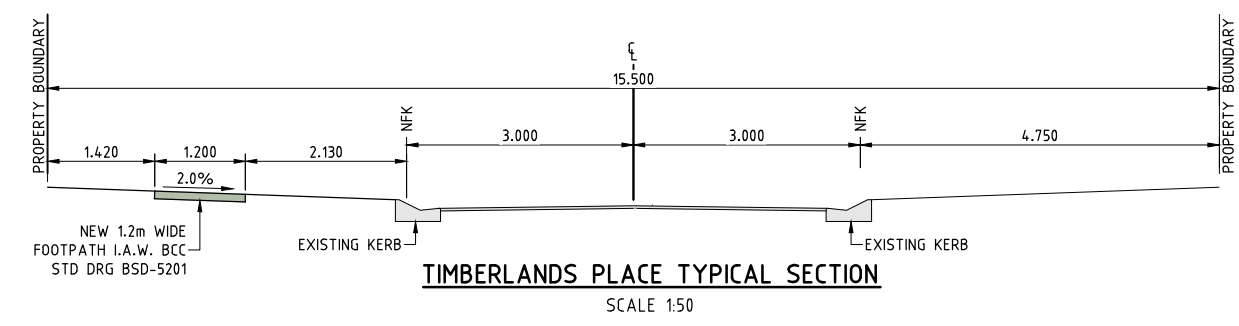 PROPERTY BOUNDARY
℄
15.500
PROPERTY BOUNDARY
NFK
NFK
3.000
3.000
4.750
1.420
1.200
2.130
2.0%
NEW 1.2m WIDE
FOOTPATH I.A.W. BCC
STD DRG BSD-5201
EXISTING KERB
EXISTING KERB
TIMBERLANDS PLACE TYPICAL SECTION
SCALE 1:50